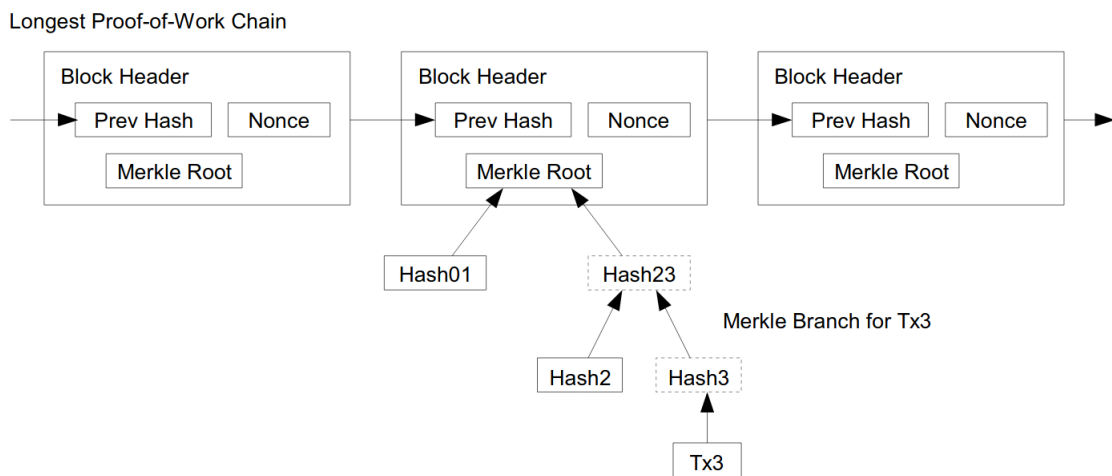 Longest Proof-of-Work Chain
Block Header
Prev Hash
Nonce
Merkle Root
Block Header
Prev Hash
Nonce
Merkle Root
Block Header
Prev Hash
Nonce
Merkle Root
Hash01
Hash23
Merkle Branch for Tx3
Hash2
Hash3
Tx3